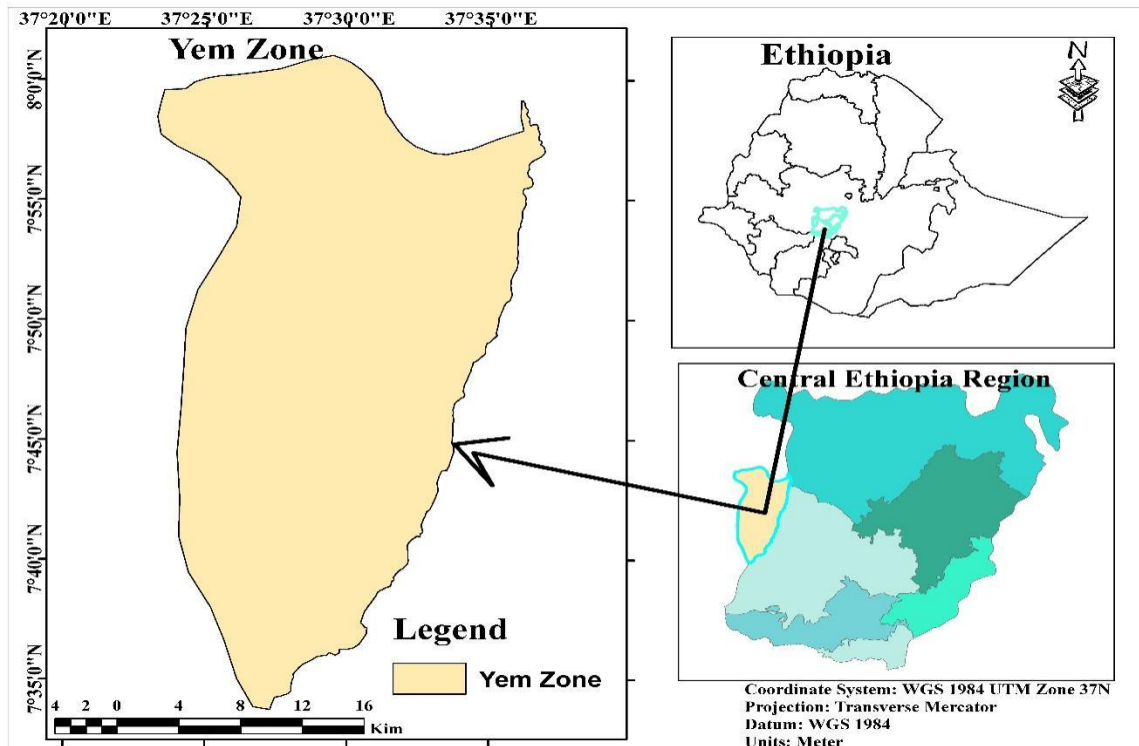 37°20'0"E 37°25'0"E 37°30'0"E 37°35'0"E
Yem Zone
8°0'0"N
7°55'0"N
7°50'0"N
7°45'0"N
7°40'0"N
7°35'0"N
Legend
Yem Zone
4 2 0 4 8 12 16
Kim
Ethiopia
N
Central Ethiopia Region
Coordinate System: WGS 1984 UTM Zone 37N
Projection: Transverse Mercator
Datum: WGS 1984
Units: Meter